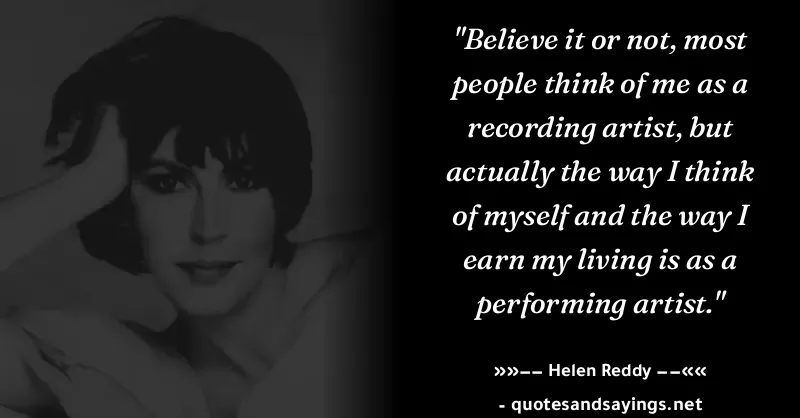 "Believe it or not, most
people think of me as a
recording artist, but
actually the way I think
of myself and the way I
earn my living is as a
performing artist."
»»−− Helen Reddy −−««
- quotesandsayings.net